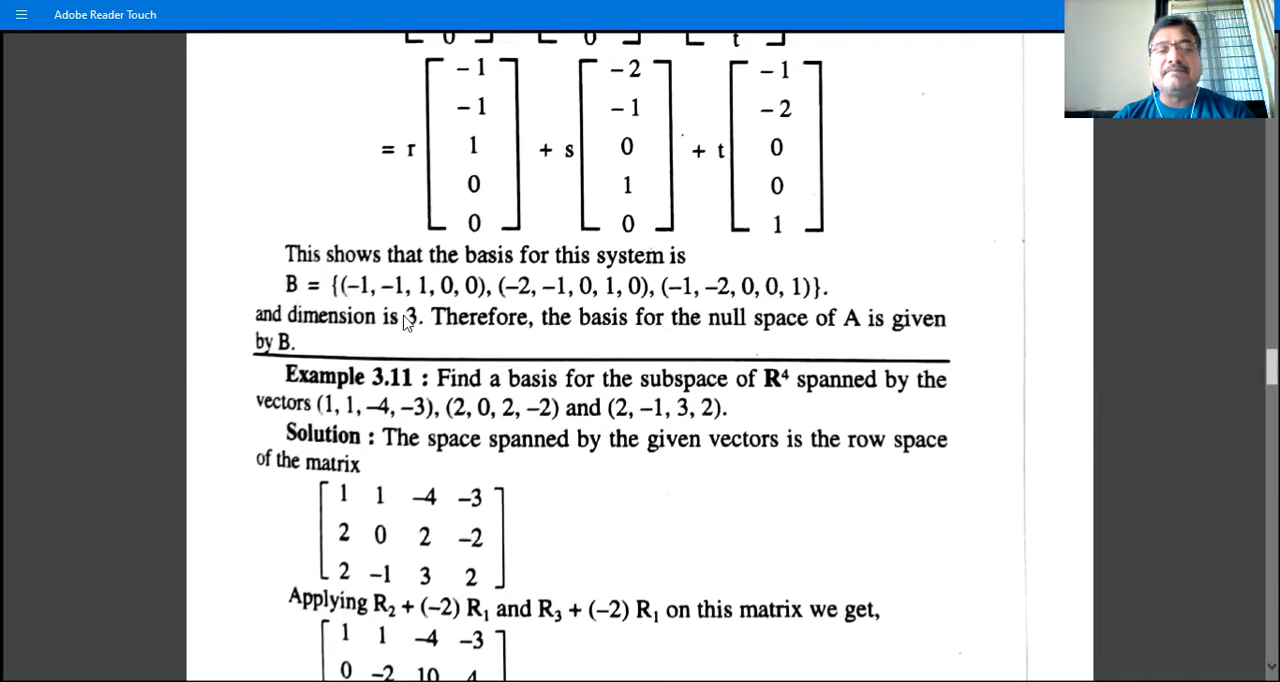 Adobe Reader Touch
0 0 t
= r [ -1 -1 1 0 0 ] + s [ -2 -1 0 1 0 ] + t [ -1 -2 0 0 1 ]
This shows that the basis for this system is
B = {(–1, –1, 1, 0, 0), (–2, –1, 0, 1, 0), (–1, –2, 0, 0, 1)}.
and dimension is 3. Therefore, the basis for the null space of A is given
by B.
Example 3.11 : Find a basis for the subspace of R⁴ spanned by the
vectors (1, 1, –4, –3), (2, 0, 2, –2) and (2, –1, 3, 2).
Solution : The space spanned by the given vectors is the row space
of the matrix
1 1 –4 –3
2 0 2 –2
2 –1 3 2
Applying R₂ + (–2) R₁ and R₃ + (–2) R₁ on this matrix we get,
1 1 –4 –3
0 –2 10 4